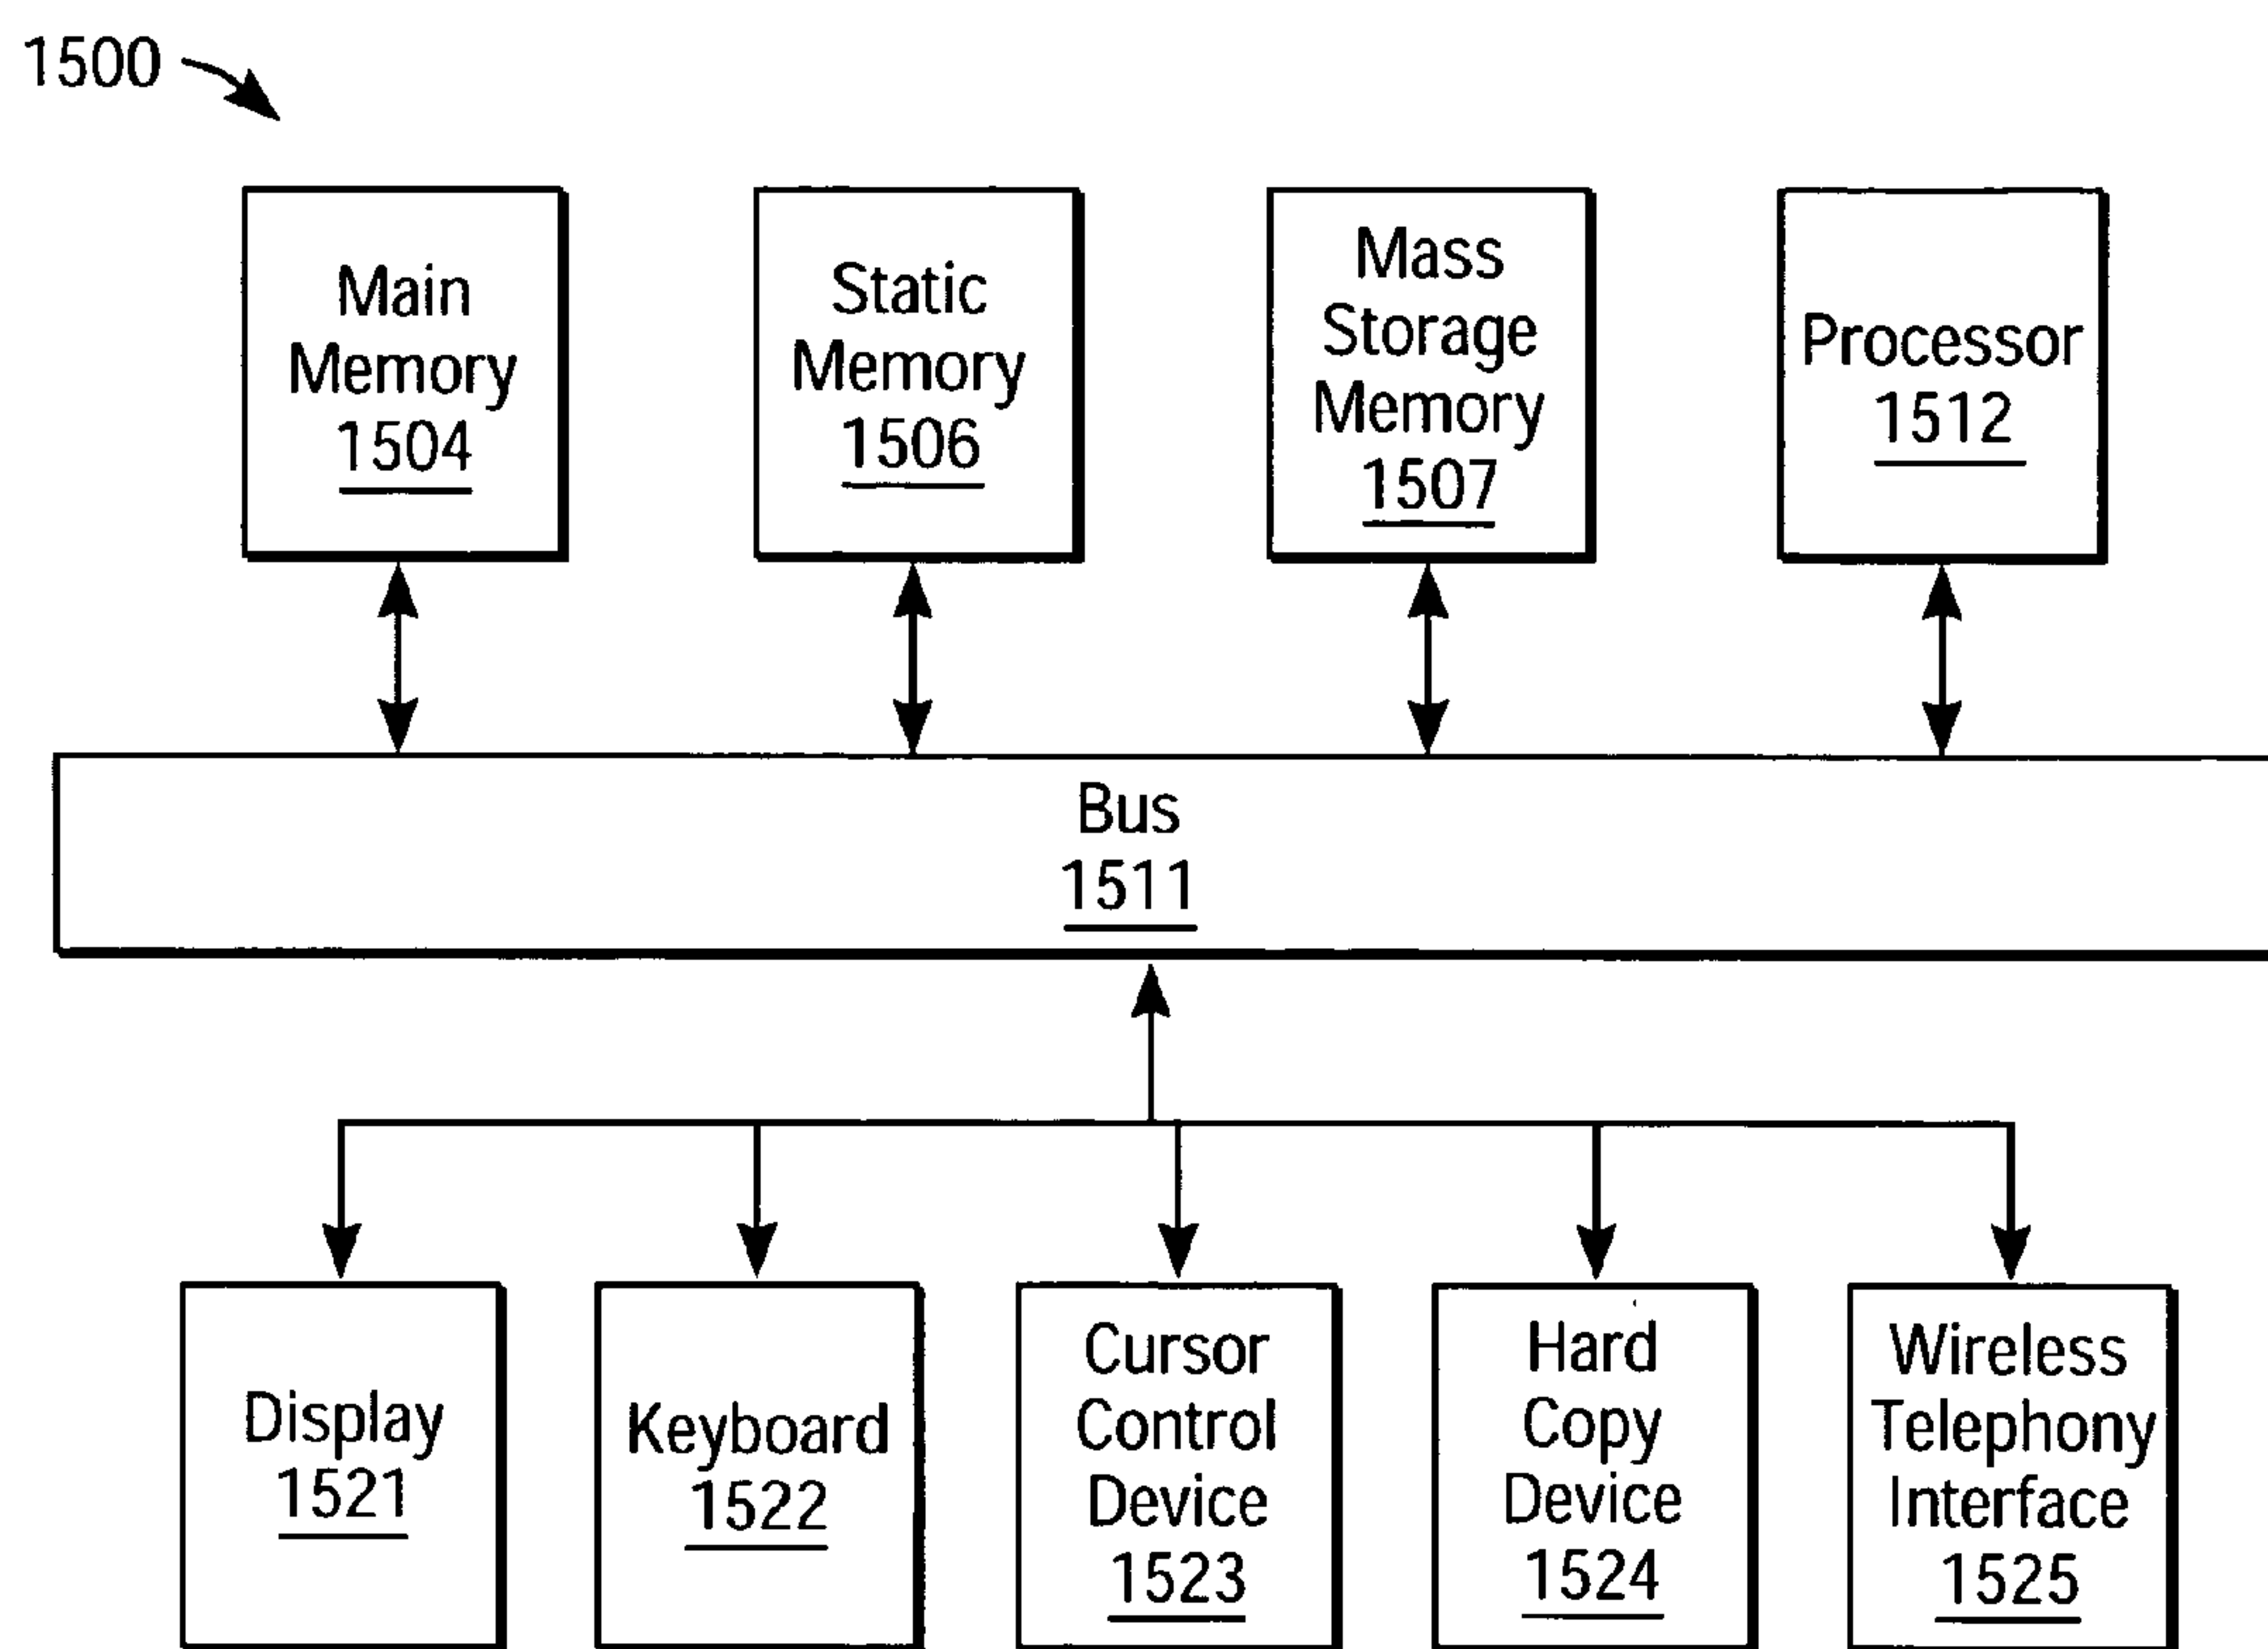 1500
Main
Memory
1504
Static
Memory
1506
Mass
Storage
Memory
1507
Processor
1512
Bus
1511
Display
1521
Keyboard
1522
Cursor
Control
Device
1523
Hard
Copy
Device
1524
Wireless
Telephony
Interface
1525